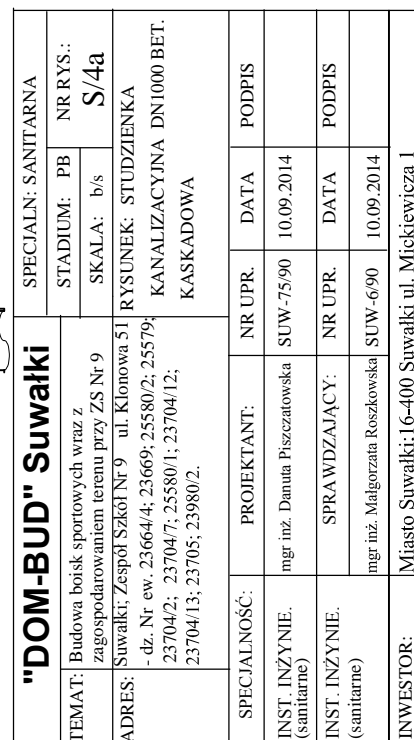 "DOM-BUD" Suwałki
SPECJALN: SANITARNA
TEMAT: Budowa boisk sportowych wraz z
zagospodarowaniem terenu przy ZS Nr 9
STADIUM: PB
NR RYS.:
SKALA: b/s
S/4a
ADRES: Suwałki; Zespół Szkół Nr 9 ul. Klonowa 51
- dz. Nr ew. 23664/4; 23669; 25580/2; 25579;
23704/2; 23704/7; 25580/1; 23704/12;
23704/13; 23705; 23980/2.
RYSUNEK: STUDZIENKA
KANALIZACYJNA DN1000 BET.
KASKADOWA
SPECJALNOŚĆ: PROJEKTANT: NR UPR. DATA PODPIS
INST. INŻYNIE.
(sanitarne)
mgr inż. Danuta Piszczatowska SUW-75/90 10.09.2014
INST. INŻYNIE.
(sanitarne)
SPRAWDZAJĄCY: NR UPR. DATA PODPIS
mgr inż. Małgorzata Roszkowska SUW-6/90 10.09.2014
INWESTOR: Miasto Suwałki;16-400 Suwałki ul. Mickiewicza 1